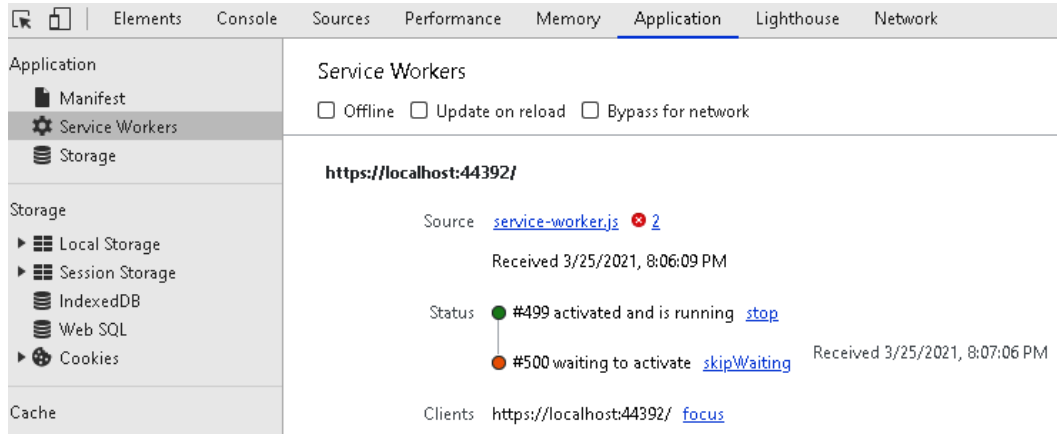 Elements Console Sources Performance Memory Application Lighthouse Network
Application
Manifest
Service Workers
Storage
Storage
Local Storage
Session Storage
IndexedDB
Web SQL
Cookies
Cache
Service Workers
Offline Update on reload Bypass for network
https://localhost:44392/
Source service-worker.js 2
Received 3/25/2021, 8:06:09 PM
Status #499 activated and is running stop
#500 waiting to activate skipWaiting Received 3/25/2021, 8:07:06 PM
Clients https://localhost:44392/ focus